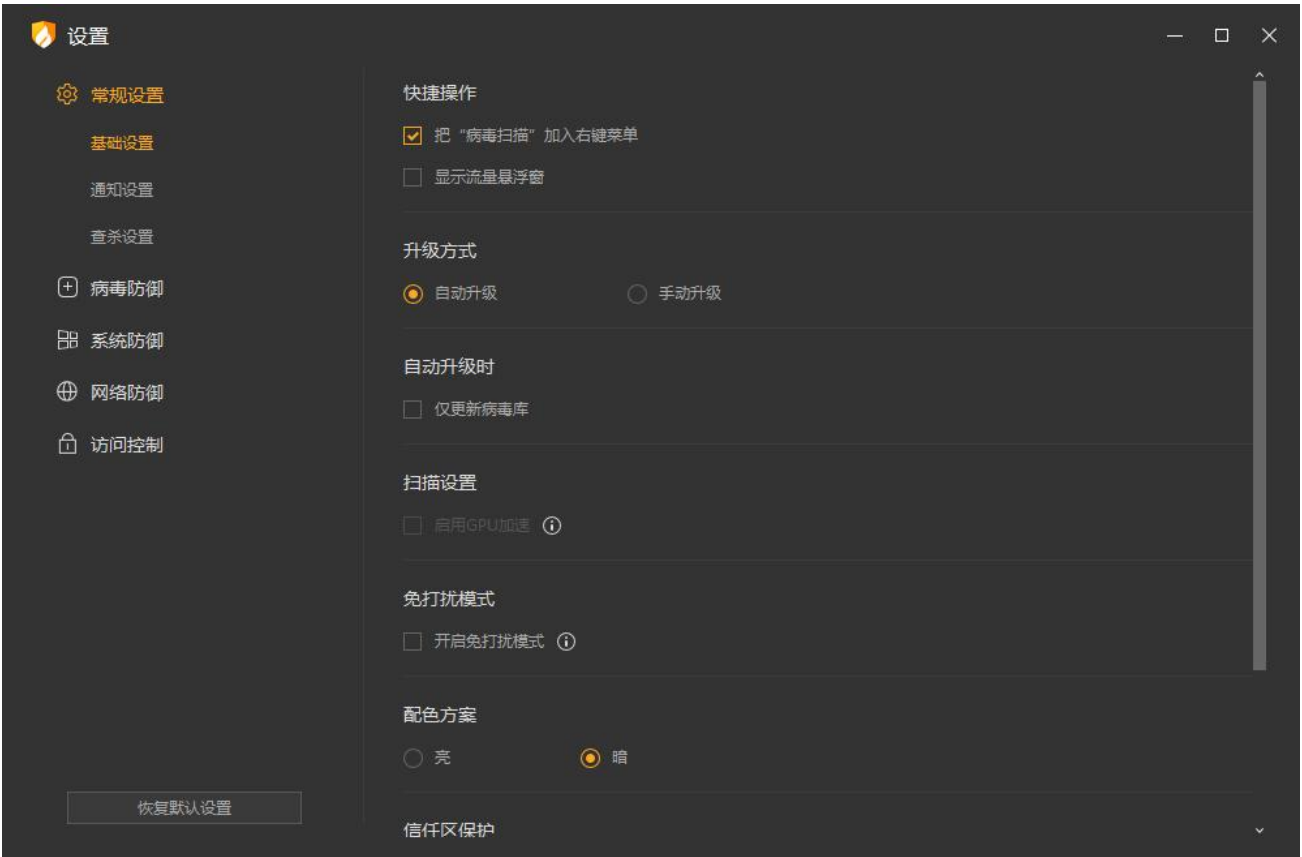 设置
常规设置
基础设置
通知设置
查杀设置
病毒防御
系统防御
网络防御
访问控制
恢复默认设置
快捷操作
把“病毒扫描”加入右键菜单
显示流量悬浮窗
升级方式
自动升级 手动升级
自动升级时
仅更新病毒库
扫描设置
启用GPU加速
免打扰模式
开启免打扰模式
配色方案
亮 暗
信任区保护